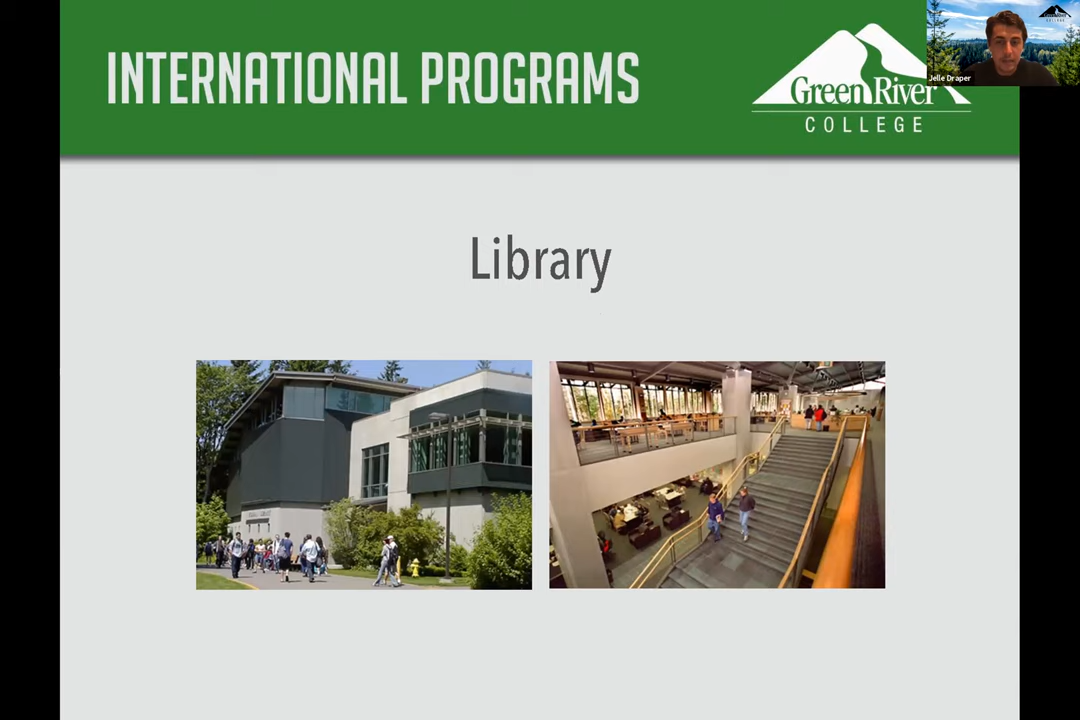 INTERNATIONAL PROGRAMS
Green River
COLLEGE
Jelle Draper
Library